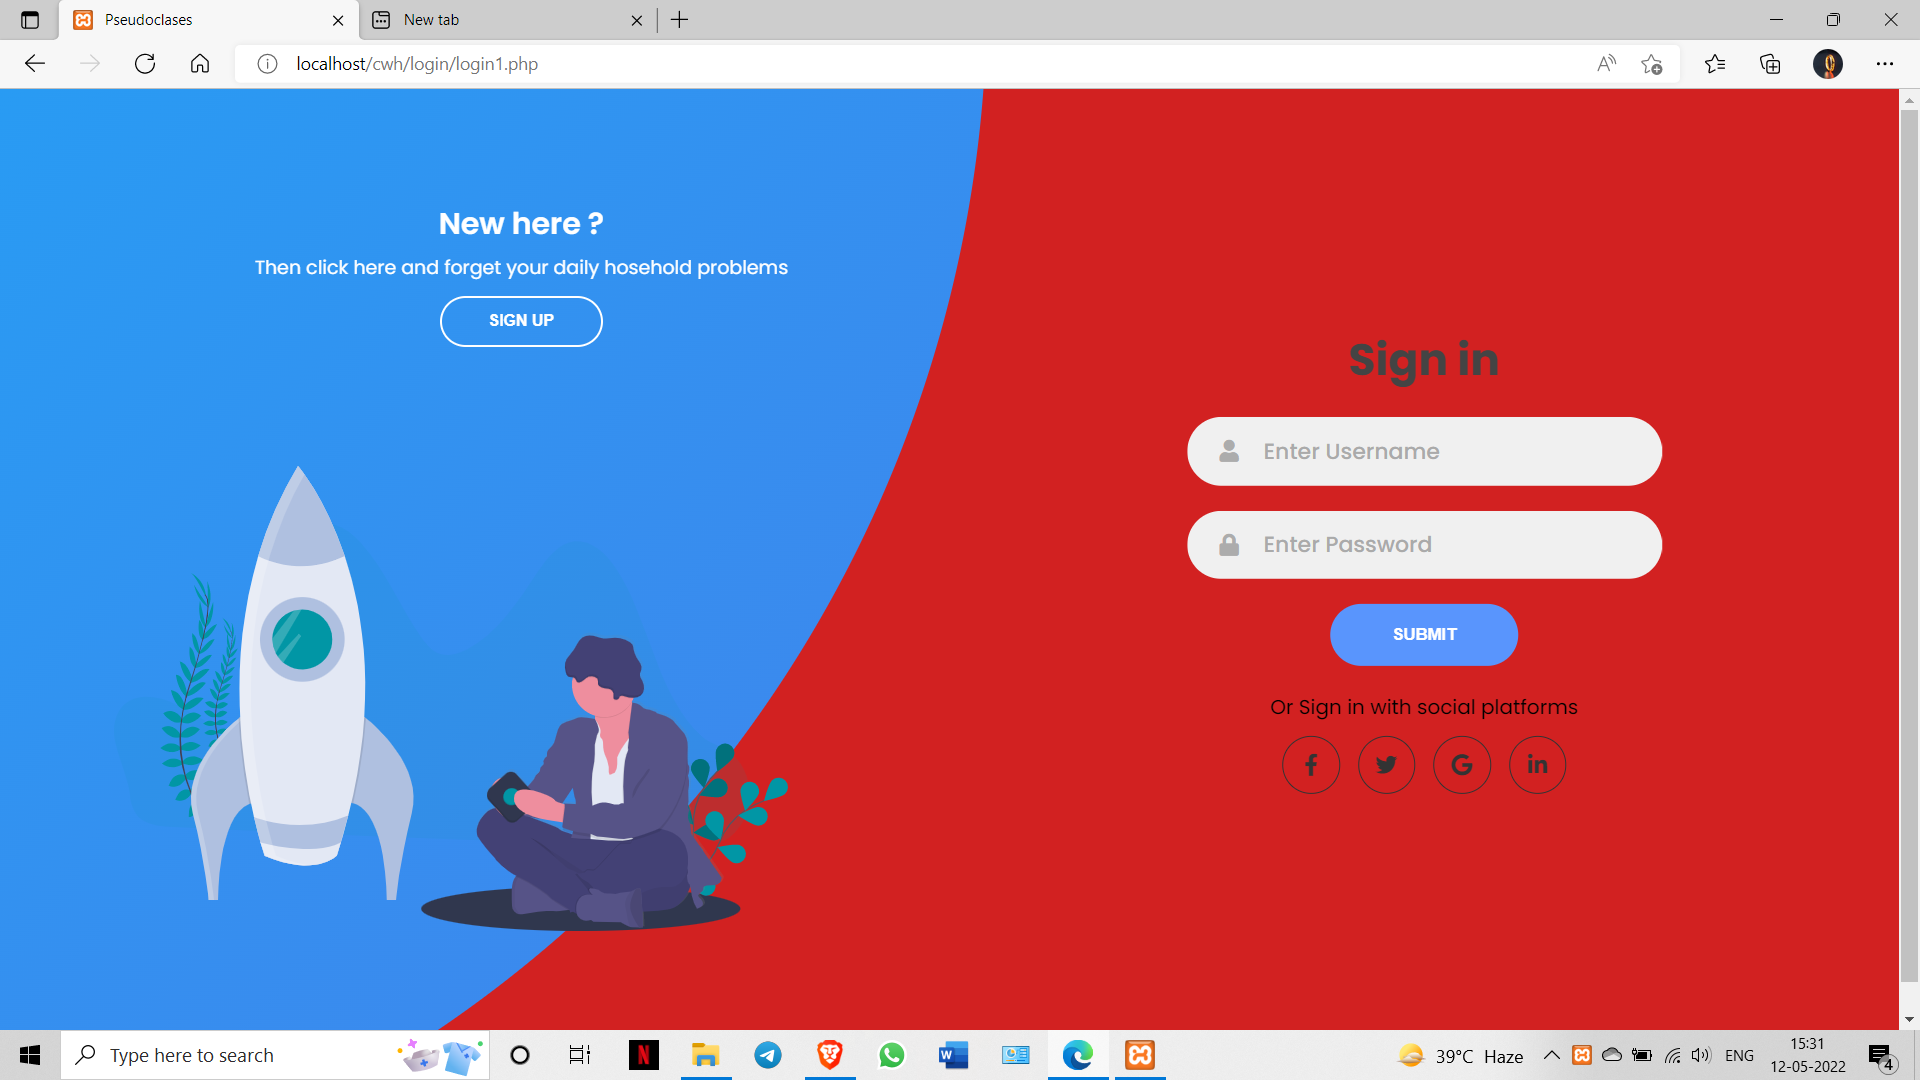 Pseudoclases
New tab
localhost/cwh/login/login1.php
New here ?
Then click here and forget your daily hosehold problems
SIGN UP
Sign in
Enter Username
Enter Password
SUBMIT
Or Sign in with social platforms
Type here to search
39°C Haze
ENG
15:31
12-05-2022
4